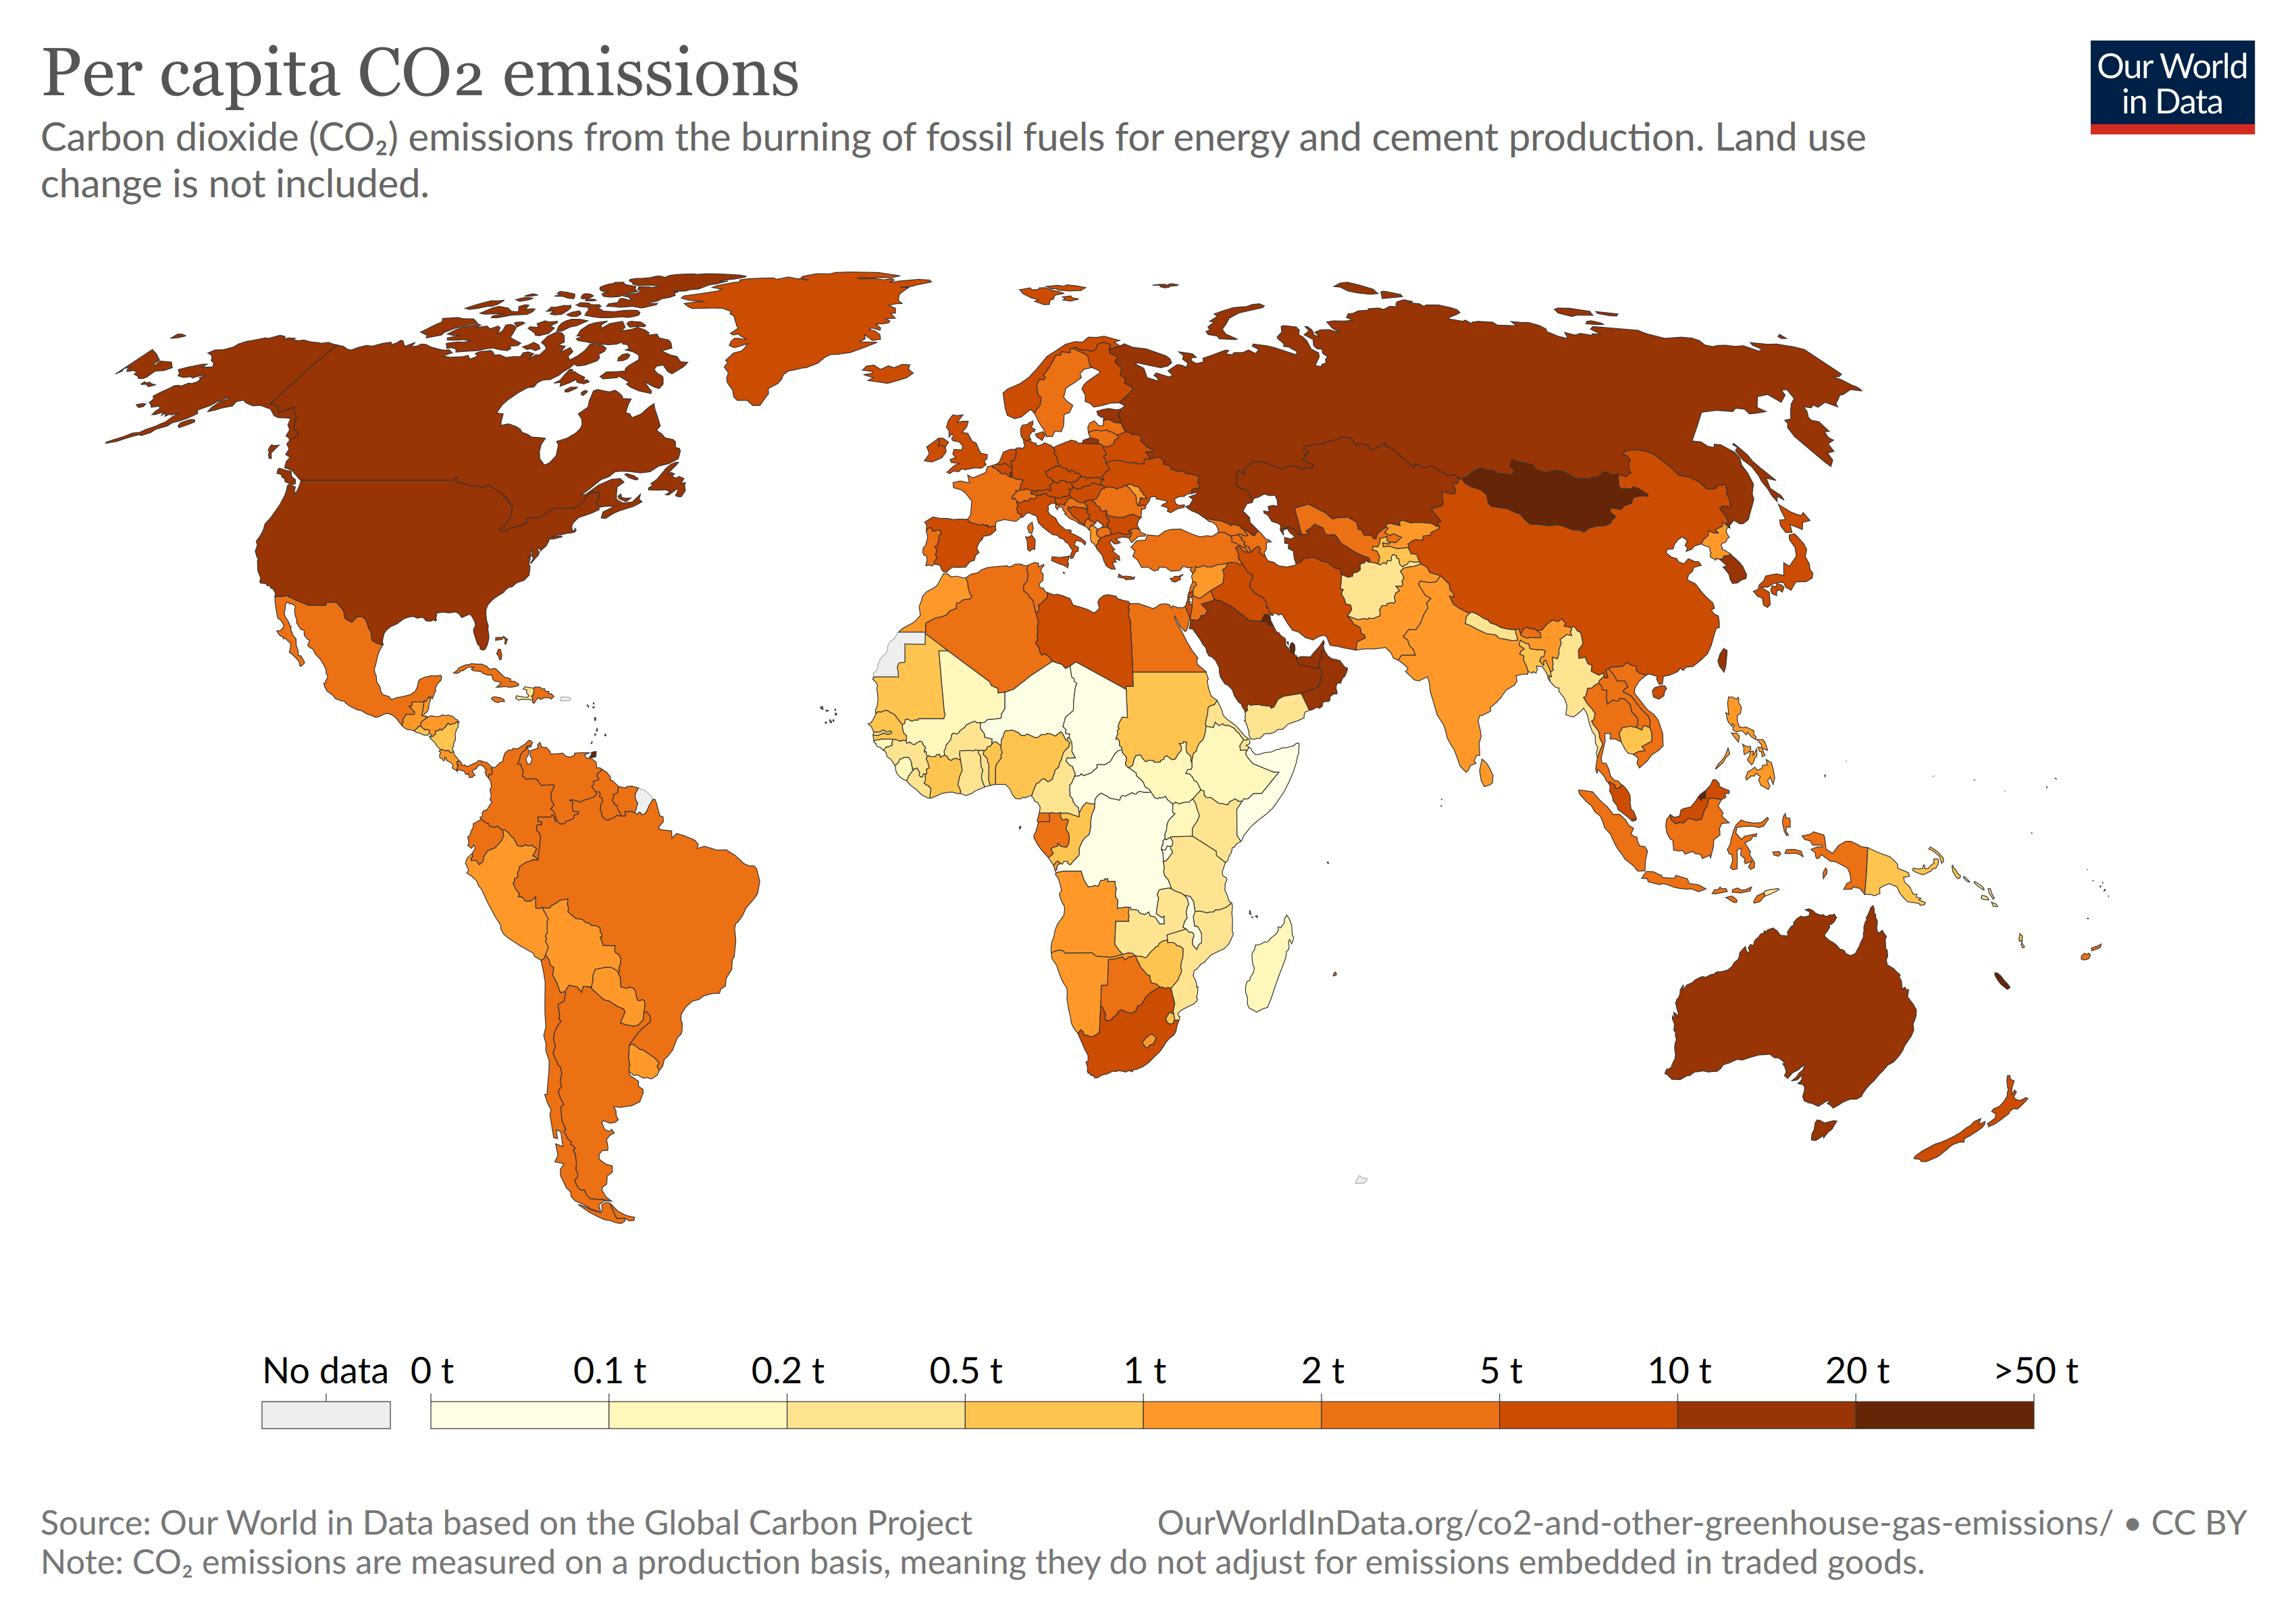 Per capita CO2 emissions
Our World
in Data
Carbon dioxide (CO₂) emissions from the burning of fossil fuels for energy and cement production. Land use
change is not included.
No data 0 t 0.1 t 0.2 t 0.5 t 1 t 2 t 5 t 10 t 20 t >50 t
Source: Our World in Data based on the Global Carbon Project OurWorldInData.org/co2-and-other-greenhouse-gas-emissions/ • CC BY
Note: CO₂ emissions are measured on a production basis, meaning they do not adjust for emissions embedded in traded goods.